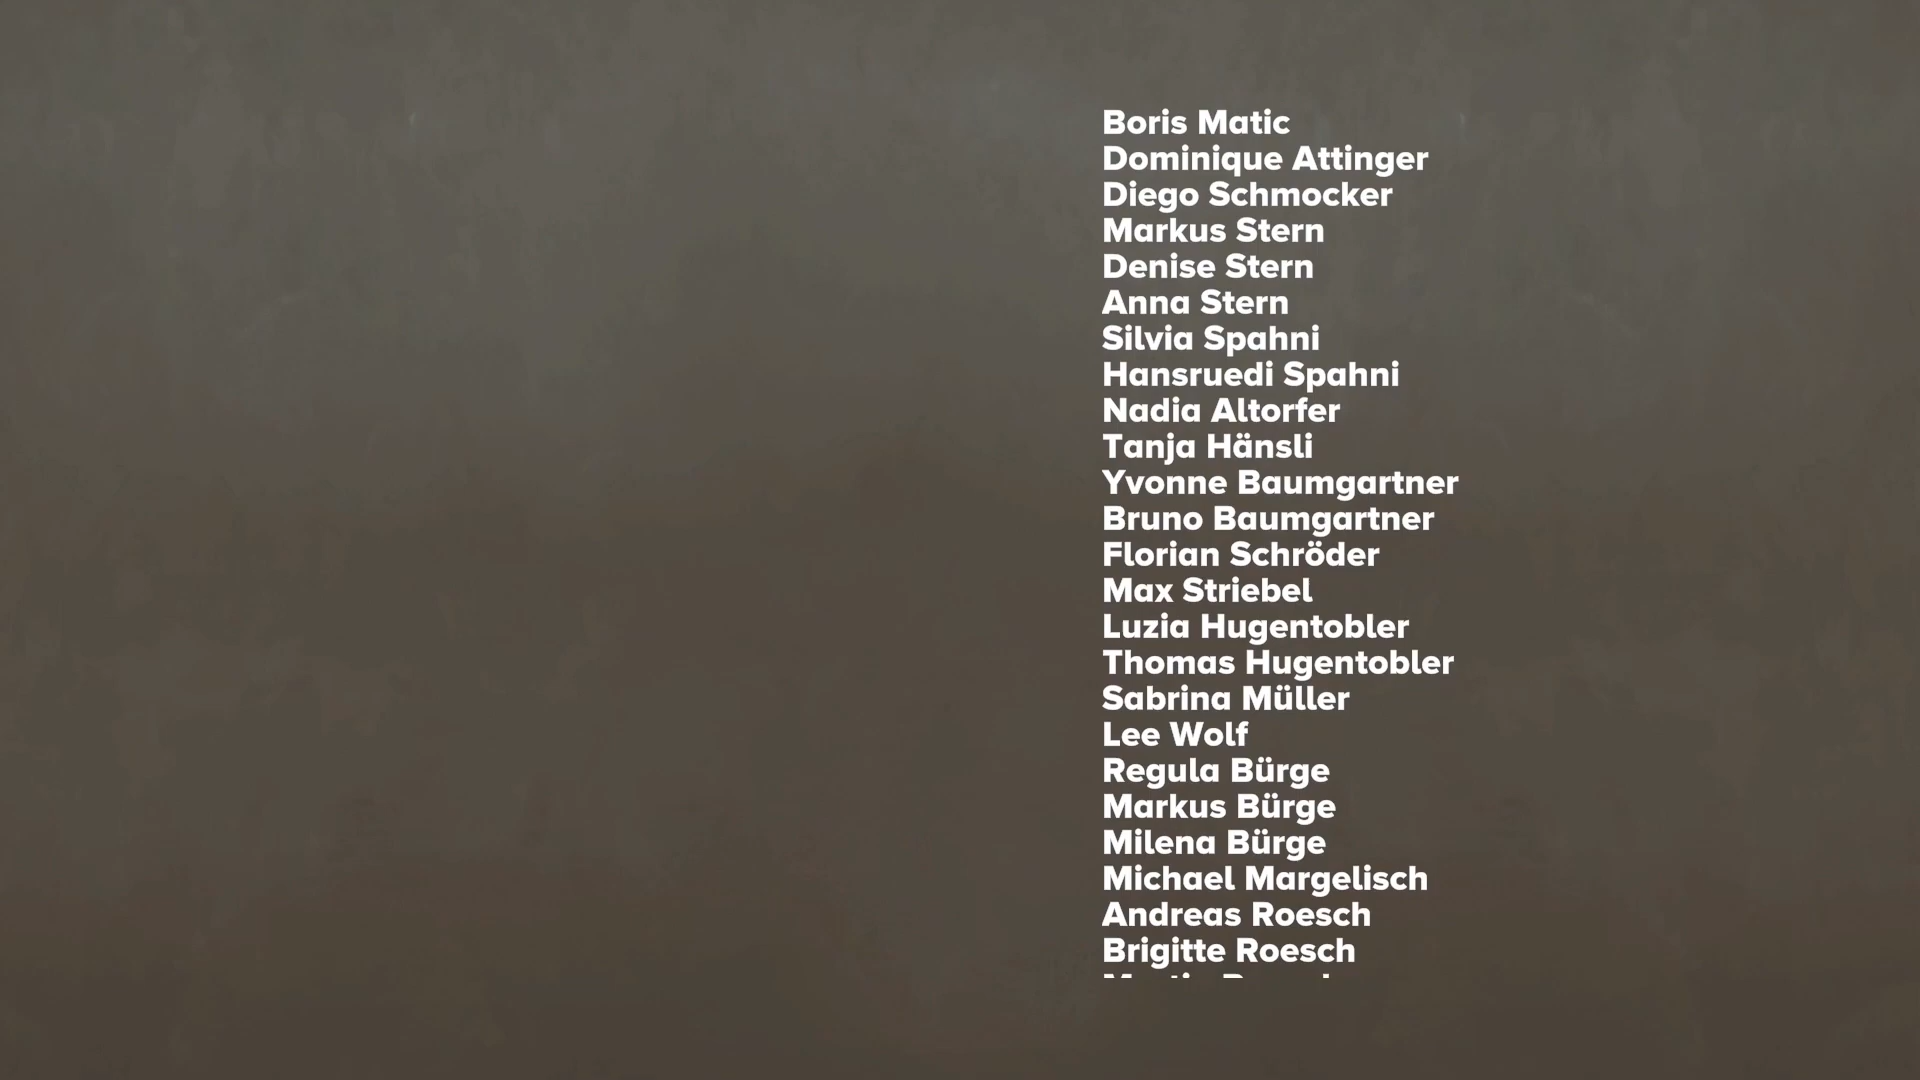 Boris Matic
Dominique Attinger
Diego Schmocker
Markus Stern
Denise Stern
Anna Stern
Silvia Spahni
Hansruedi Spahni
Nadia Altorfer
Tanja Hänsli
Yvonne Baumgartner
Bruno Baumgartner
Florian Schröder
Max Striebel
Luzia Hugentobler
Thomas Hugentobler
Sabrina Müller
Lee Wolf
Regula Bürge
Markus Bürge
Milena Bürge
Michael Margelisch
Andreas Roesch
Brigitte Roesch